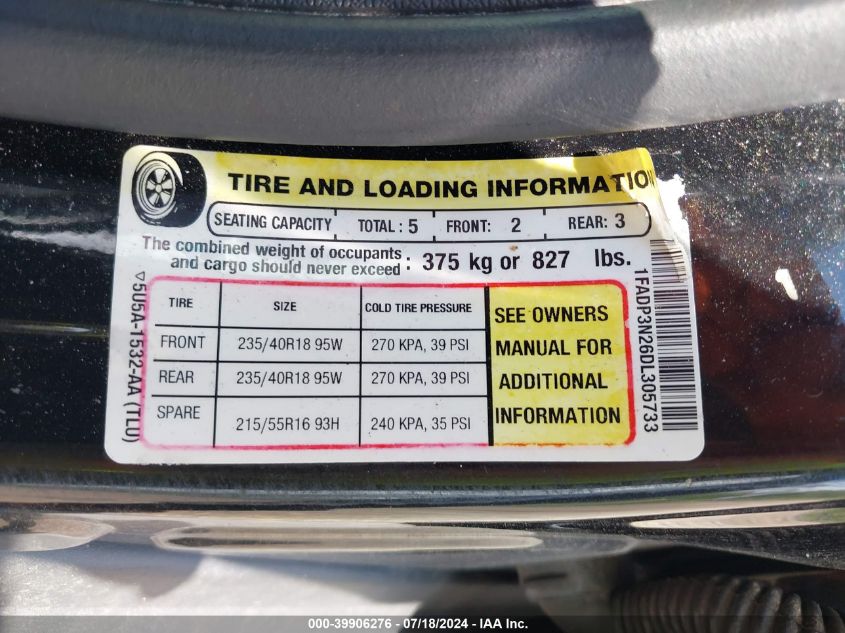 TIRE AND LOADING INFORMATION
SEATING CAPACITY TOTAL : 5 FRONT: 2 REAR: 3
The combined weight of occupants
and cargo should never exceed : 375 kg or 827 lbs.
TIRE SIZE COLD TIRE PRESSURE
FRONT 235/40R18 95W 270 KPA, 39 PSI
REAR 235/40R18 95W 270 KPA, 39 PSI
SPARE 215/55R16 93H 240 KPA, 35 PSI
SEE OWNERS
MANUAL FOR
ADDITIONAL
INFORMATION
5U5A-1532-AA (TLU)
1FADP3N26DL305733
000-39906276 - 07/18/2024 - IAA Inc.